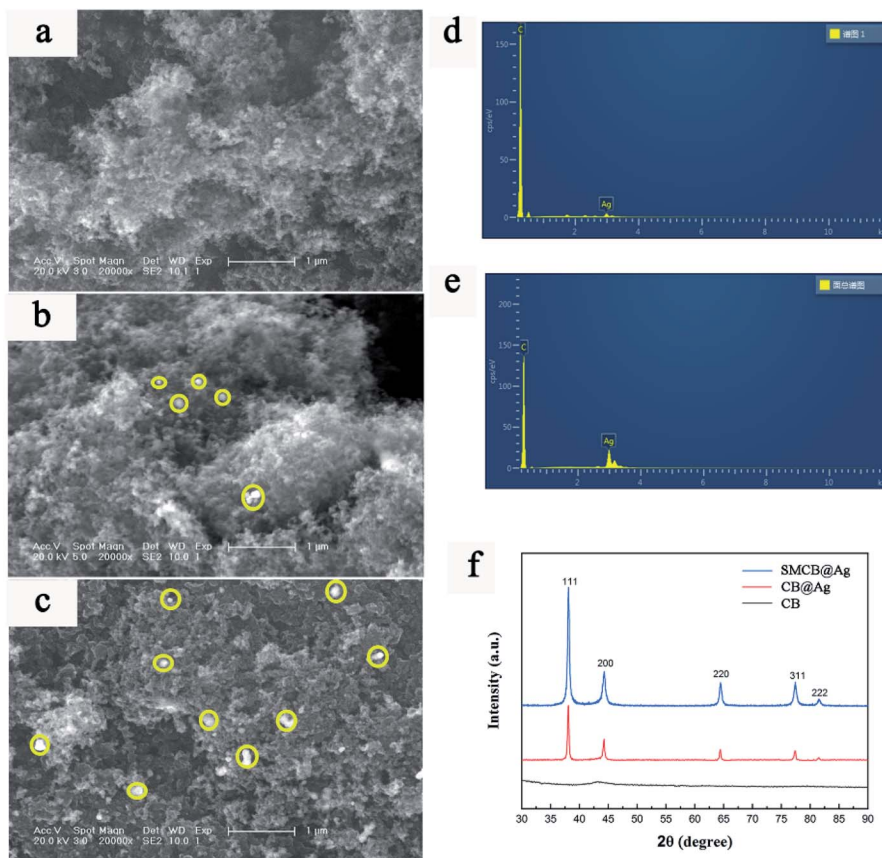 a
Acc.V Spot Magn Det WD Exp
20.0 kV 3.0 20000x SE2 10.1 1
1 μm
b
Acc.V Spot Magn Det WD Exp
20.0 kV 5.0 20000x SE2 10.0 1
1 μm
c
Acc.V Spot Magn Det WD Exp
20.0 kV 3.0 20000x SE2 10.0 1
1 μm
d
谱图 1
C
150
100
50
0
cps/eV
Ag
2
4
6
8
10
k
e
面总谱图
C
200
150
100
50
0
cps/eV
Ag
2
4
6
8
10
k
f
SMCB@Ag
CB@Ag
CB
111
200
220
311
222
Intensity (a.u.)
30 35 40 45 50 55 60 65 70 75 80 85 90
2θ (degree)